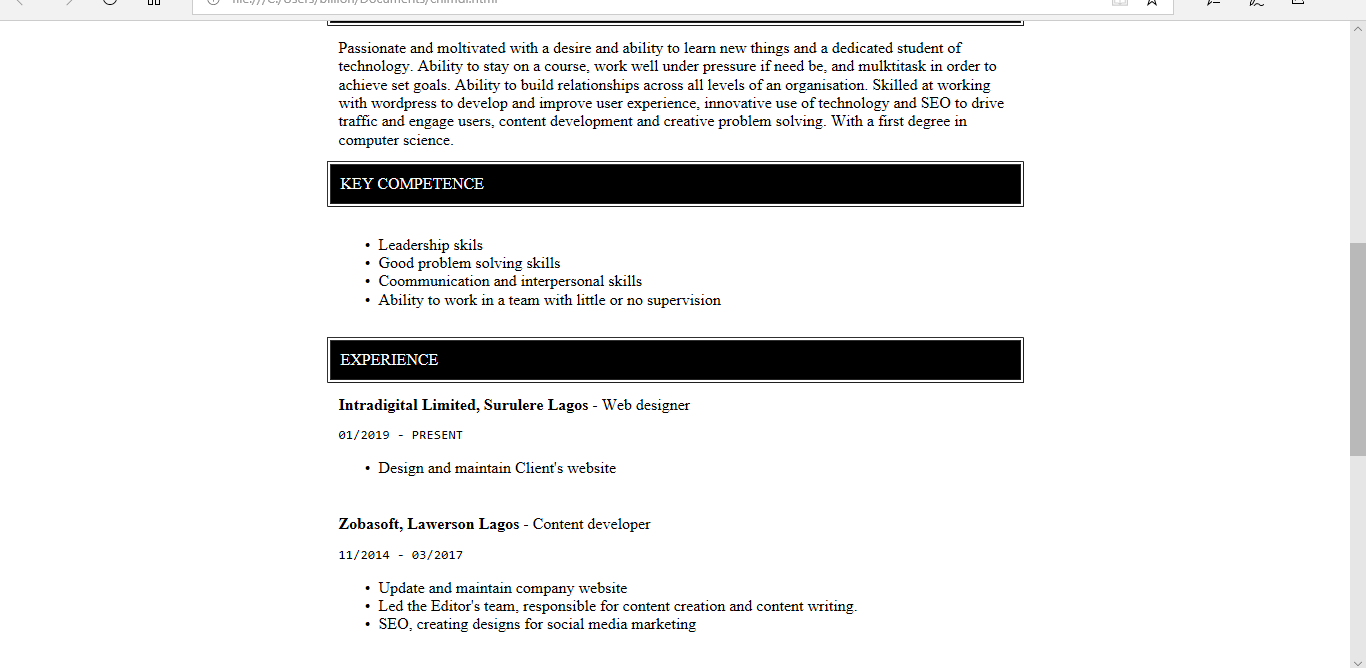 Passionate and moltivated with a desire and ability to learn new things and a dedicated student of
technology. Ability to stay on a course, work well under pressure if need be, and mulktitask in order to
achieve set goals. Ability to build relationships across all levels of an organisation. Skilled at working
with wordpress to develop and improve user experience, innovative use of technology and SEO to drive
traffic and engage users, content development and creative problem solving. With a first degree in
computer science.
KEY COMPETENCE
• Leadership skils
• Good problem solving skills
• Coommunication and interpersonal skills
• Ability to work in a team with little or no supervision
EXPERIENCE
Intradigital Limited, Surulere Lagos - Web designer
01/2019 - PRESENT
• Design and maintain Client's website
Zobasoft, Lawerson Lagos - Content developer
11/2014 - 03/2017
• Update and maintain company website
• Led the Editor's team, responsible for content creation and content writing.
• SEO, creating designs for social media marketing